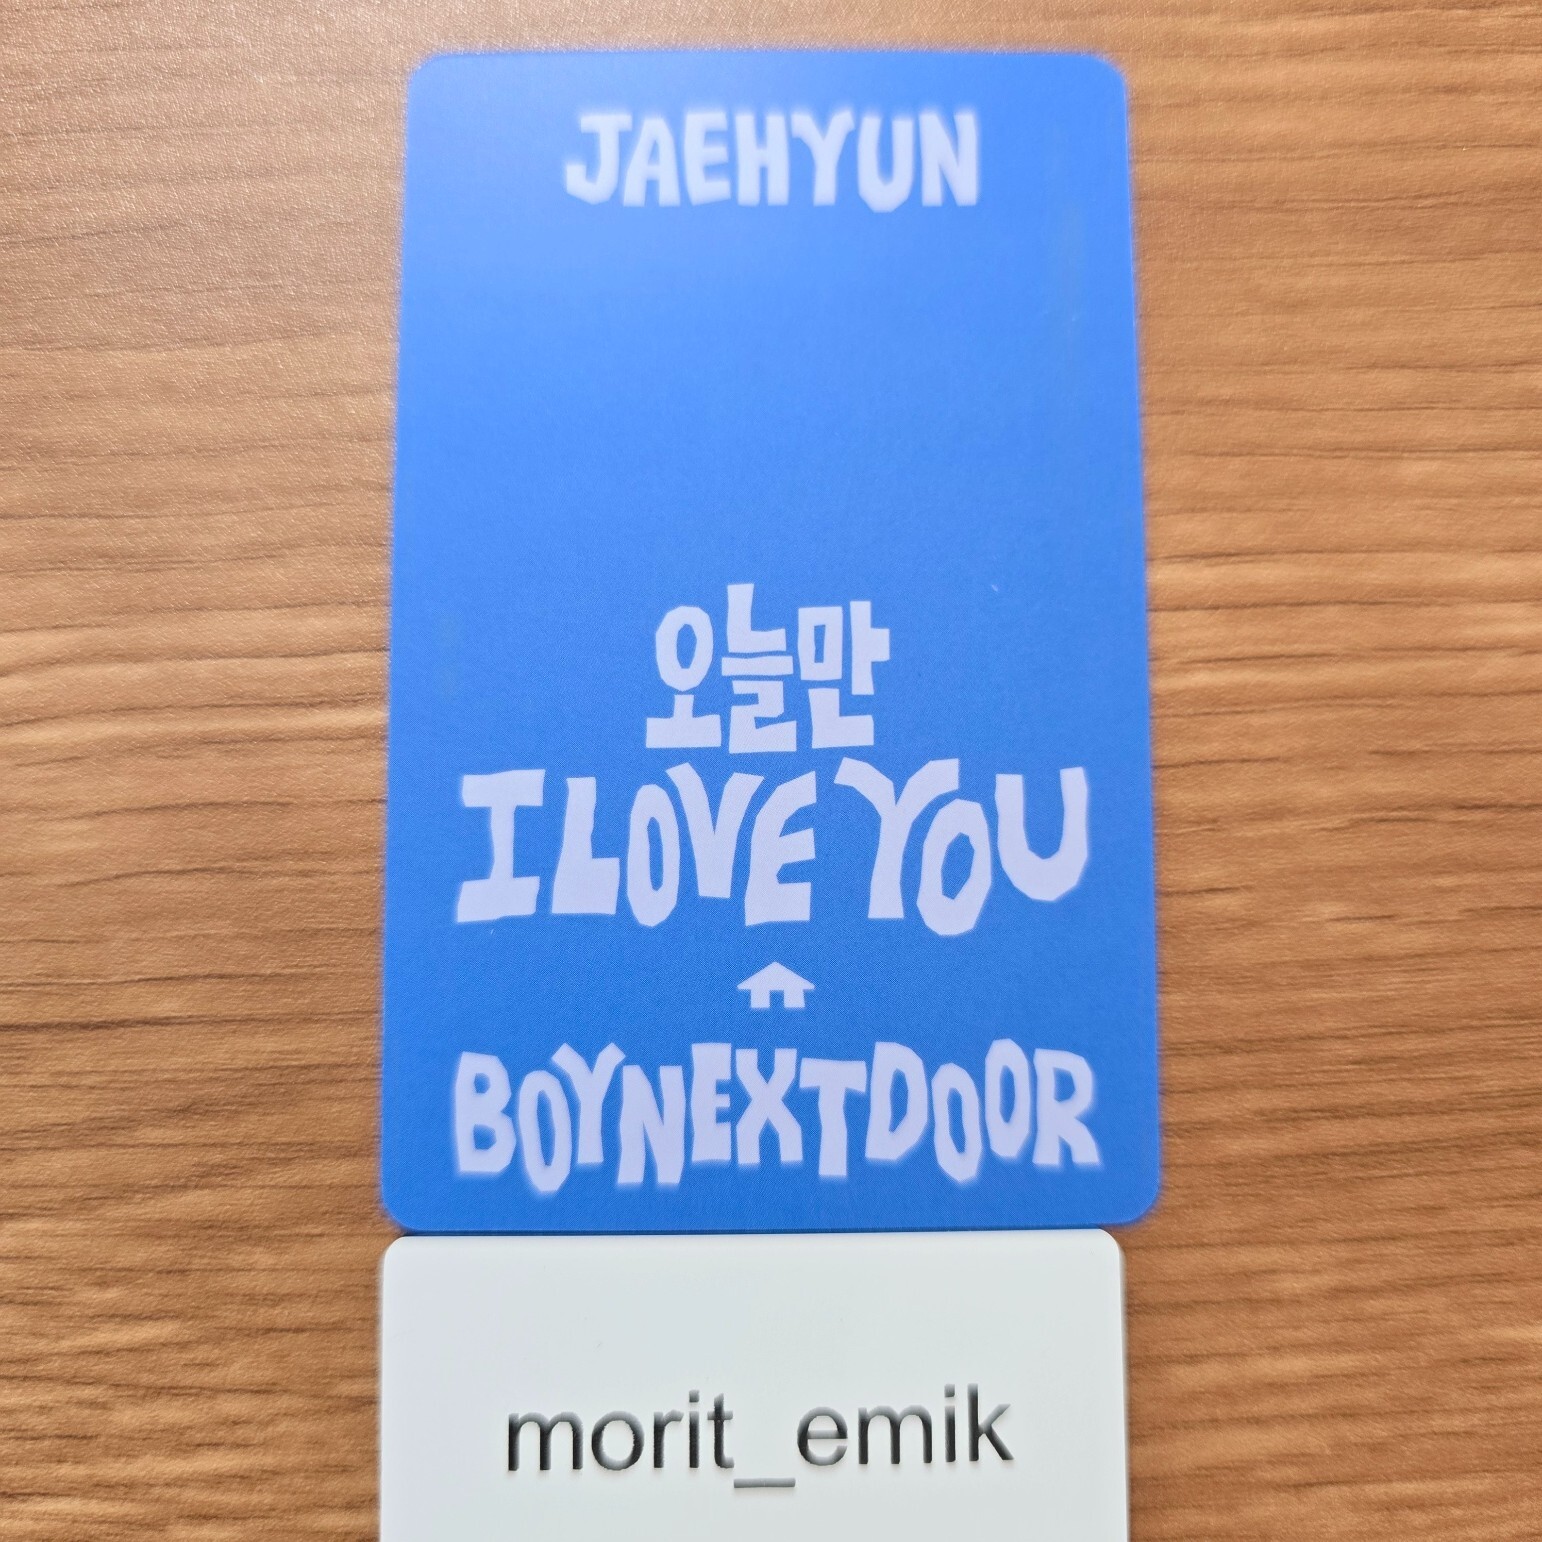 JAEHYUN
오늘만
I LOVE YOU
BOYNEXTDOOR
morit_emik